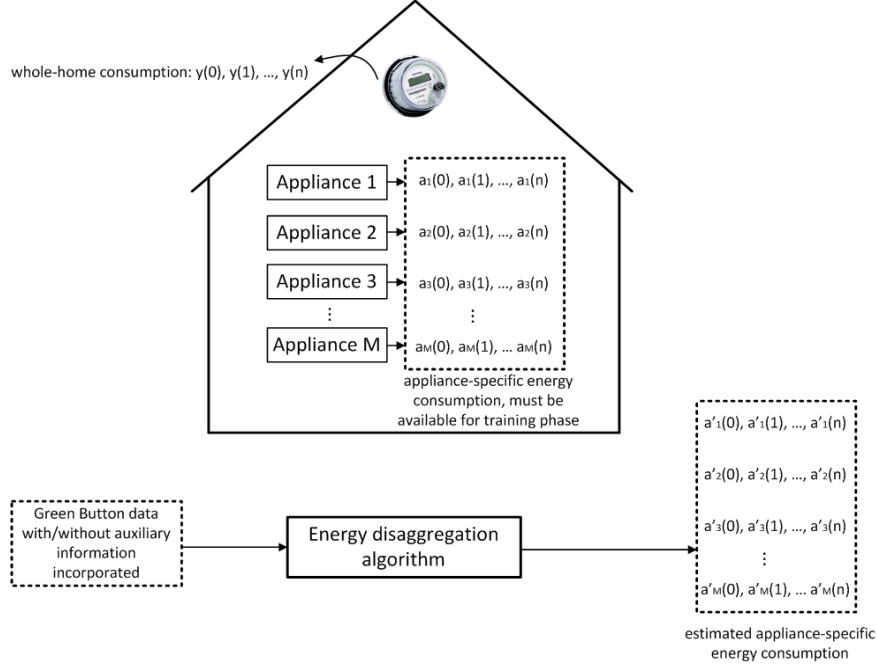 whole-home consumption: y(0), y(1), ..., y(n)
Appliance 1
a1(0), a1(1), ..., a1(n)
Appliance 2
a2(0), a2(1), ..., a2(n)
Appliance 3
a3(0), a3(1), ..., a3(n)
⋮
⋮
Appliance M
aM(0), aM(1), ... aM(n)
appliance-specific energy
consumption, must be
available for training phase
Green Button data
with/without auxiliary
information
incorporated
Energy disaggregation
algorithm
a'1(0), a'1(1), ..., a'1(n)
a'2(0), a'2(1), ..., a'2(n)
a'3(0), a'3(1), ..., a'3(n)
⋮
a'M(0), a'M(1), ... a'M(n)
estimated appliance-specific
energy consumption